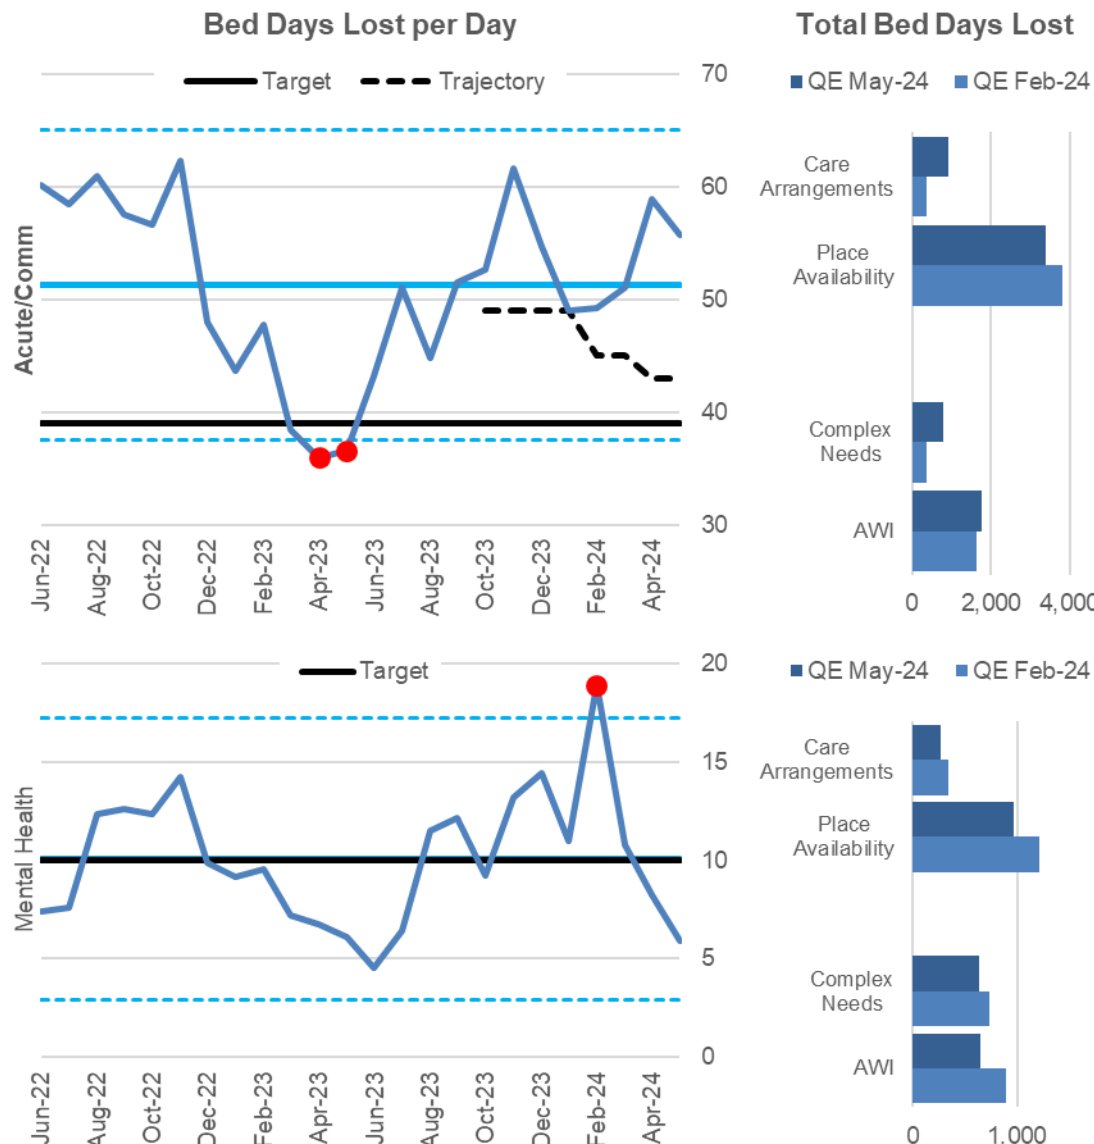 Bed Days Lost per Day
Total Bed Days Lost
Target
Trajectory
70
60
50
40
30
Acute/Comm
Jun-22
Aug-22
Oct-22
Dec-22
Feb-23
Apr-23
Jun-23
Aug-23
Oct-23
Dec-23
Feb-24
Apr-24
QE May-24
QE Feb-24
Care
Arrangements
Place
Availability
Complex
Needs
AWI
0
2,000
4,000
Target
20
15
10
5
0
Mental Health
Jun-22
Aug-22
Oct-22
Dec-22
Feb-23
Apr-23
Jun-23
Aug-23
Oct-23
Dec-23
Feb-24
Apr-24
QE May-24
QE Feb-24
Care
Arrangements
Place
Availability
Complex
Needs
AWI
0
1,000